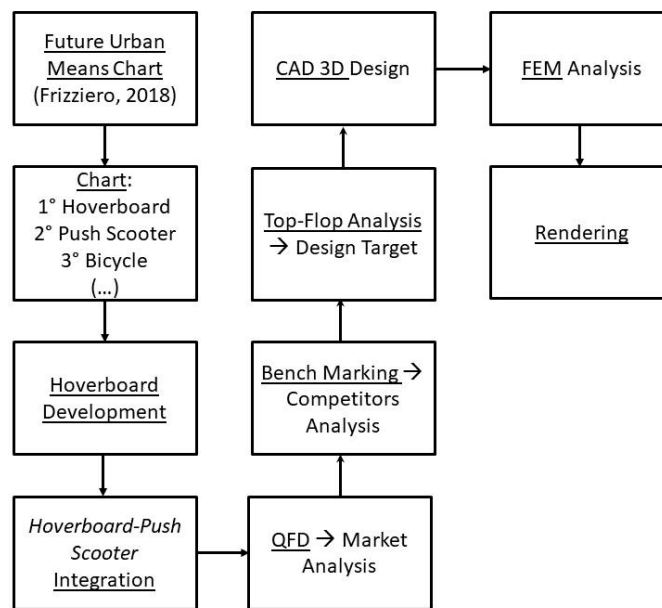 Future Urban
Means Chart
(Frizziero, 2018)
Chart:
1° Hoverboard
2° Push Scooter
3° Bicycle
(...)
Hoverboard
Development
Hoverboard-Push
Scooter
Integration
QFD → Market
Analysis
Bench Marking →
Competitors
Analysis
Top-Flop Analysis
→ Design Target
CAD 3D Design
FEM Analysis
Rendering